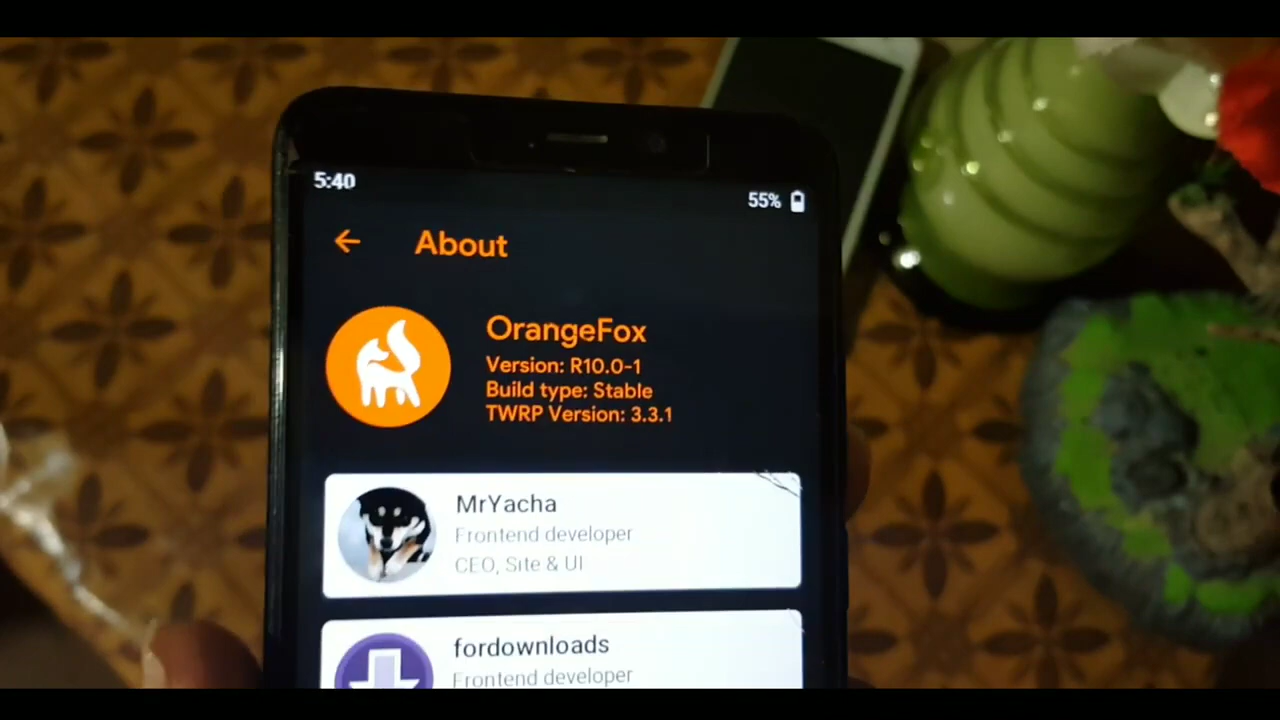 5:40
55%
About
OrangeFox
Version: R10.0-1
Build type: Stable
TWRP Version: 3.3.1
MrYacha
Frontend developer
CEO, Site & UI
fordownloads
Frontend developer